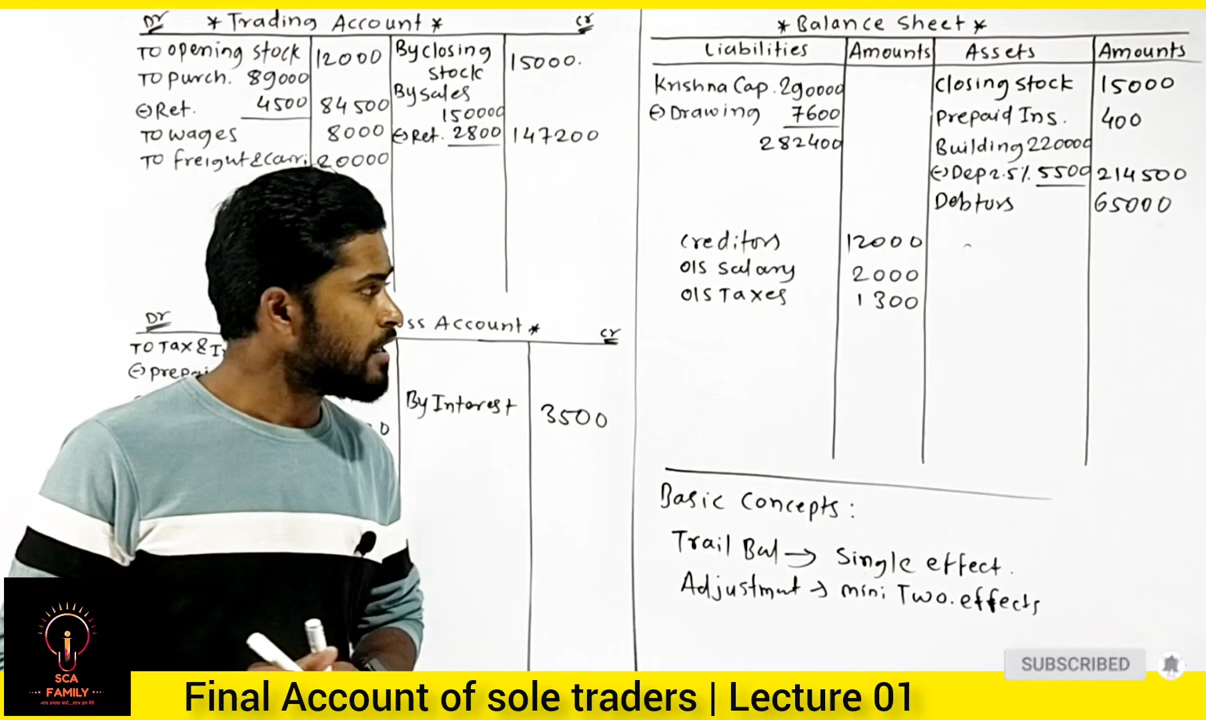 Dr * Trading Account * cr
To opening stock 12000 By closing stock 15000.
To purch. 89000 By sales 150000
⊖Ret. 4500 84500
To wages 8000 ⊖Ret. 2800 147200
To freight & carri. 20000
Dr ss Account * cr
To Tax &
⊖prepai
By Interest 3500
* Balance Sheet *
Liabilities Amounts Assets Amounts
Krishna Cap. 290000 Closing stock 15000
⊖Drawing 7600 Prepaid Ins. 400
282400 Building 220000
⊖Dep 2.5% 5500 214500
Debtors 65000
Creditors 12000
O/S Salary 2000
O/S Taxes 1300
Basic Concepts:
Trail Bal → Single effect.
Adjustmut → mini Two. effects
SCA
FAMILY
SUBSCRIBED
Final Account of sole traders | Lecture 01